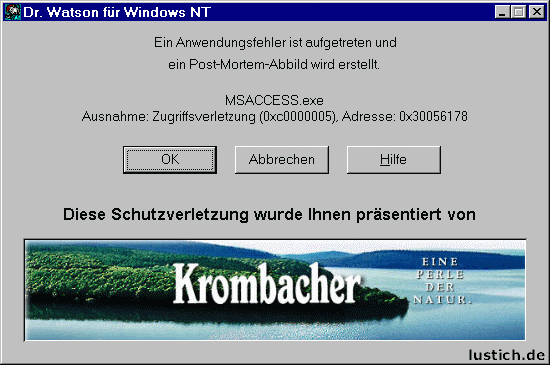 Dr. Watson für Windows NT
Ein Anwendungsfehler ist aufgetreten und
ein Post-Mortem-Abbild wird erstellt.
MSACCESS.exe
Ausnahme: Zugriffsverletzung (0xc0000005), Adresse: 0x30056178
OK Abbrechen Hilfe
Diese Schutzverletzung wurde Ihnen präsentiert von
Krombacher
EINE
PERLE
DER
NATUR.
lustich.de